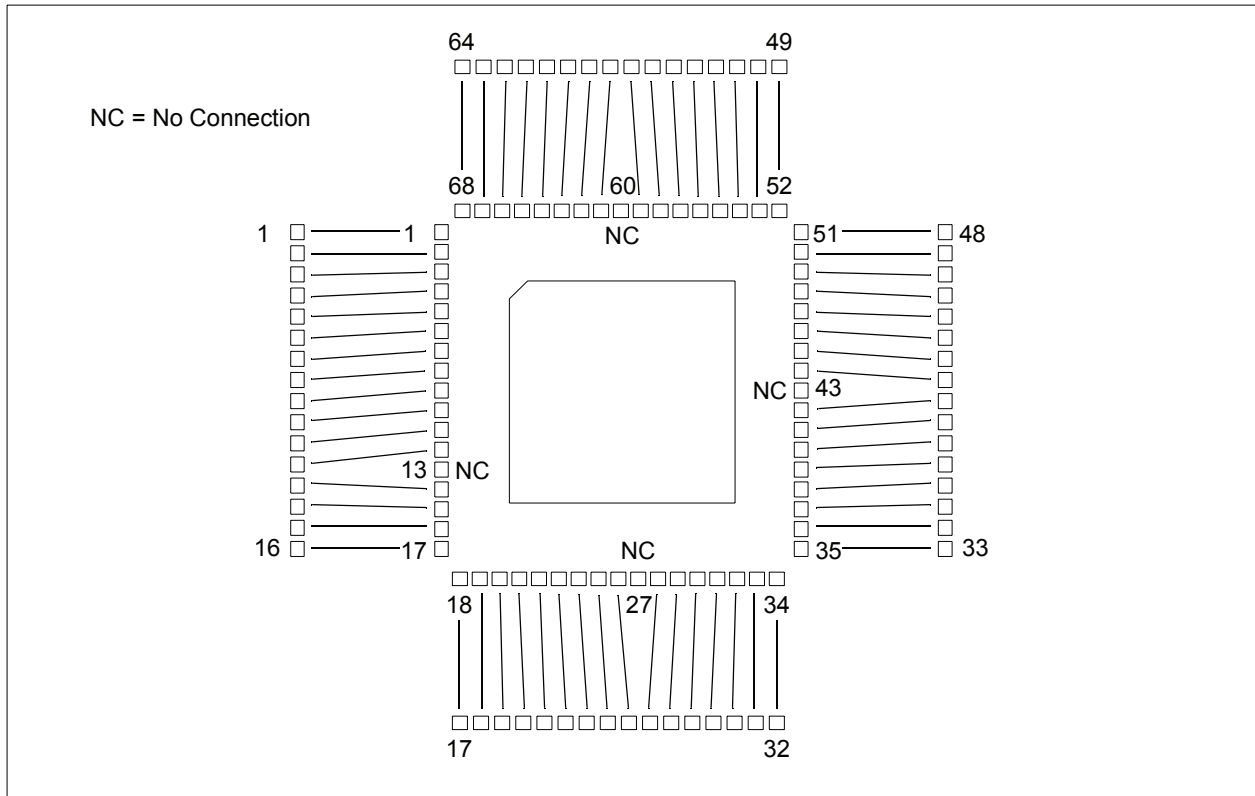 64 49
NC = No Connection
68 60 52
1 1 NC 51 48
NC 43
13 NC
16 17 NC 35 33
18 27 34
17 32